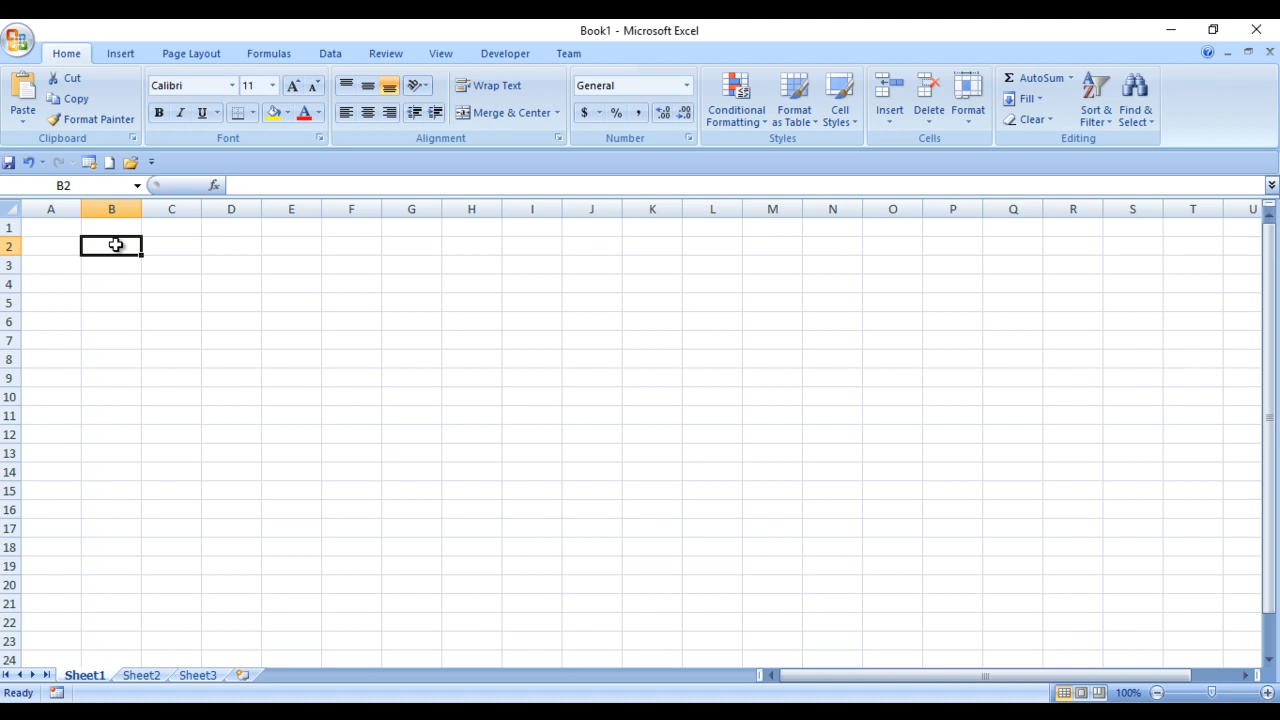 Book1 - Microsoft Excel
Home Insert Page Layout Formulas Data Review View Developer Team
Paste
Cut
Copy
Format Painter
Clipboard
Calibri 11
B I U
Font
Wrap Text
Merge & Center
Alignment
General
$ % ,
Number
Conditional Formatting
Format as Table
Cell Styles
Styles
Insert Delete Format
Cells
Σ AutoSum
Fill
Clear
Sort & Filter
Find & Select
Editing
B2 fx
A B C D E F G H I J K L M N O P Q R S T U
1
2
3
4
5
6
7
8
9
10
11
12
13
14
15
16
17
18
19
20
21
22
23
24
Sheet1 Sheet2 Sheet3
Ready 100%